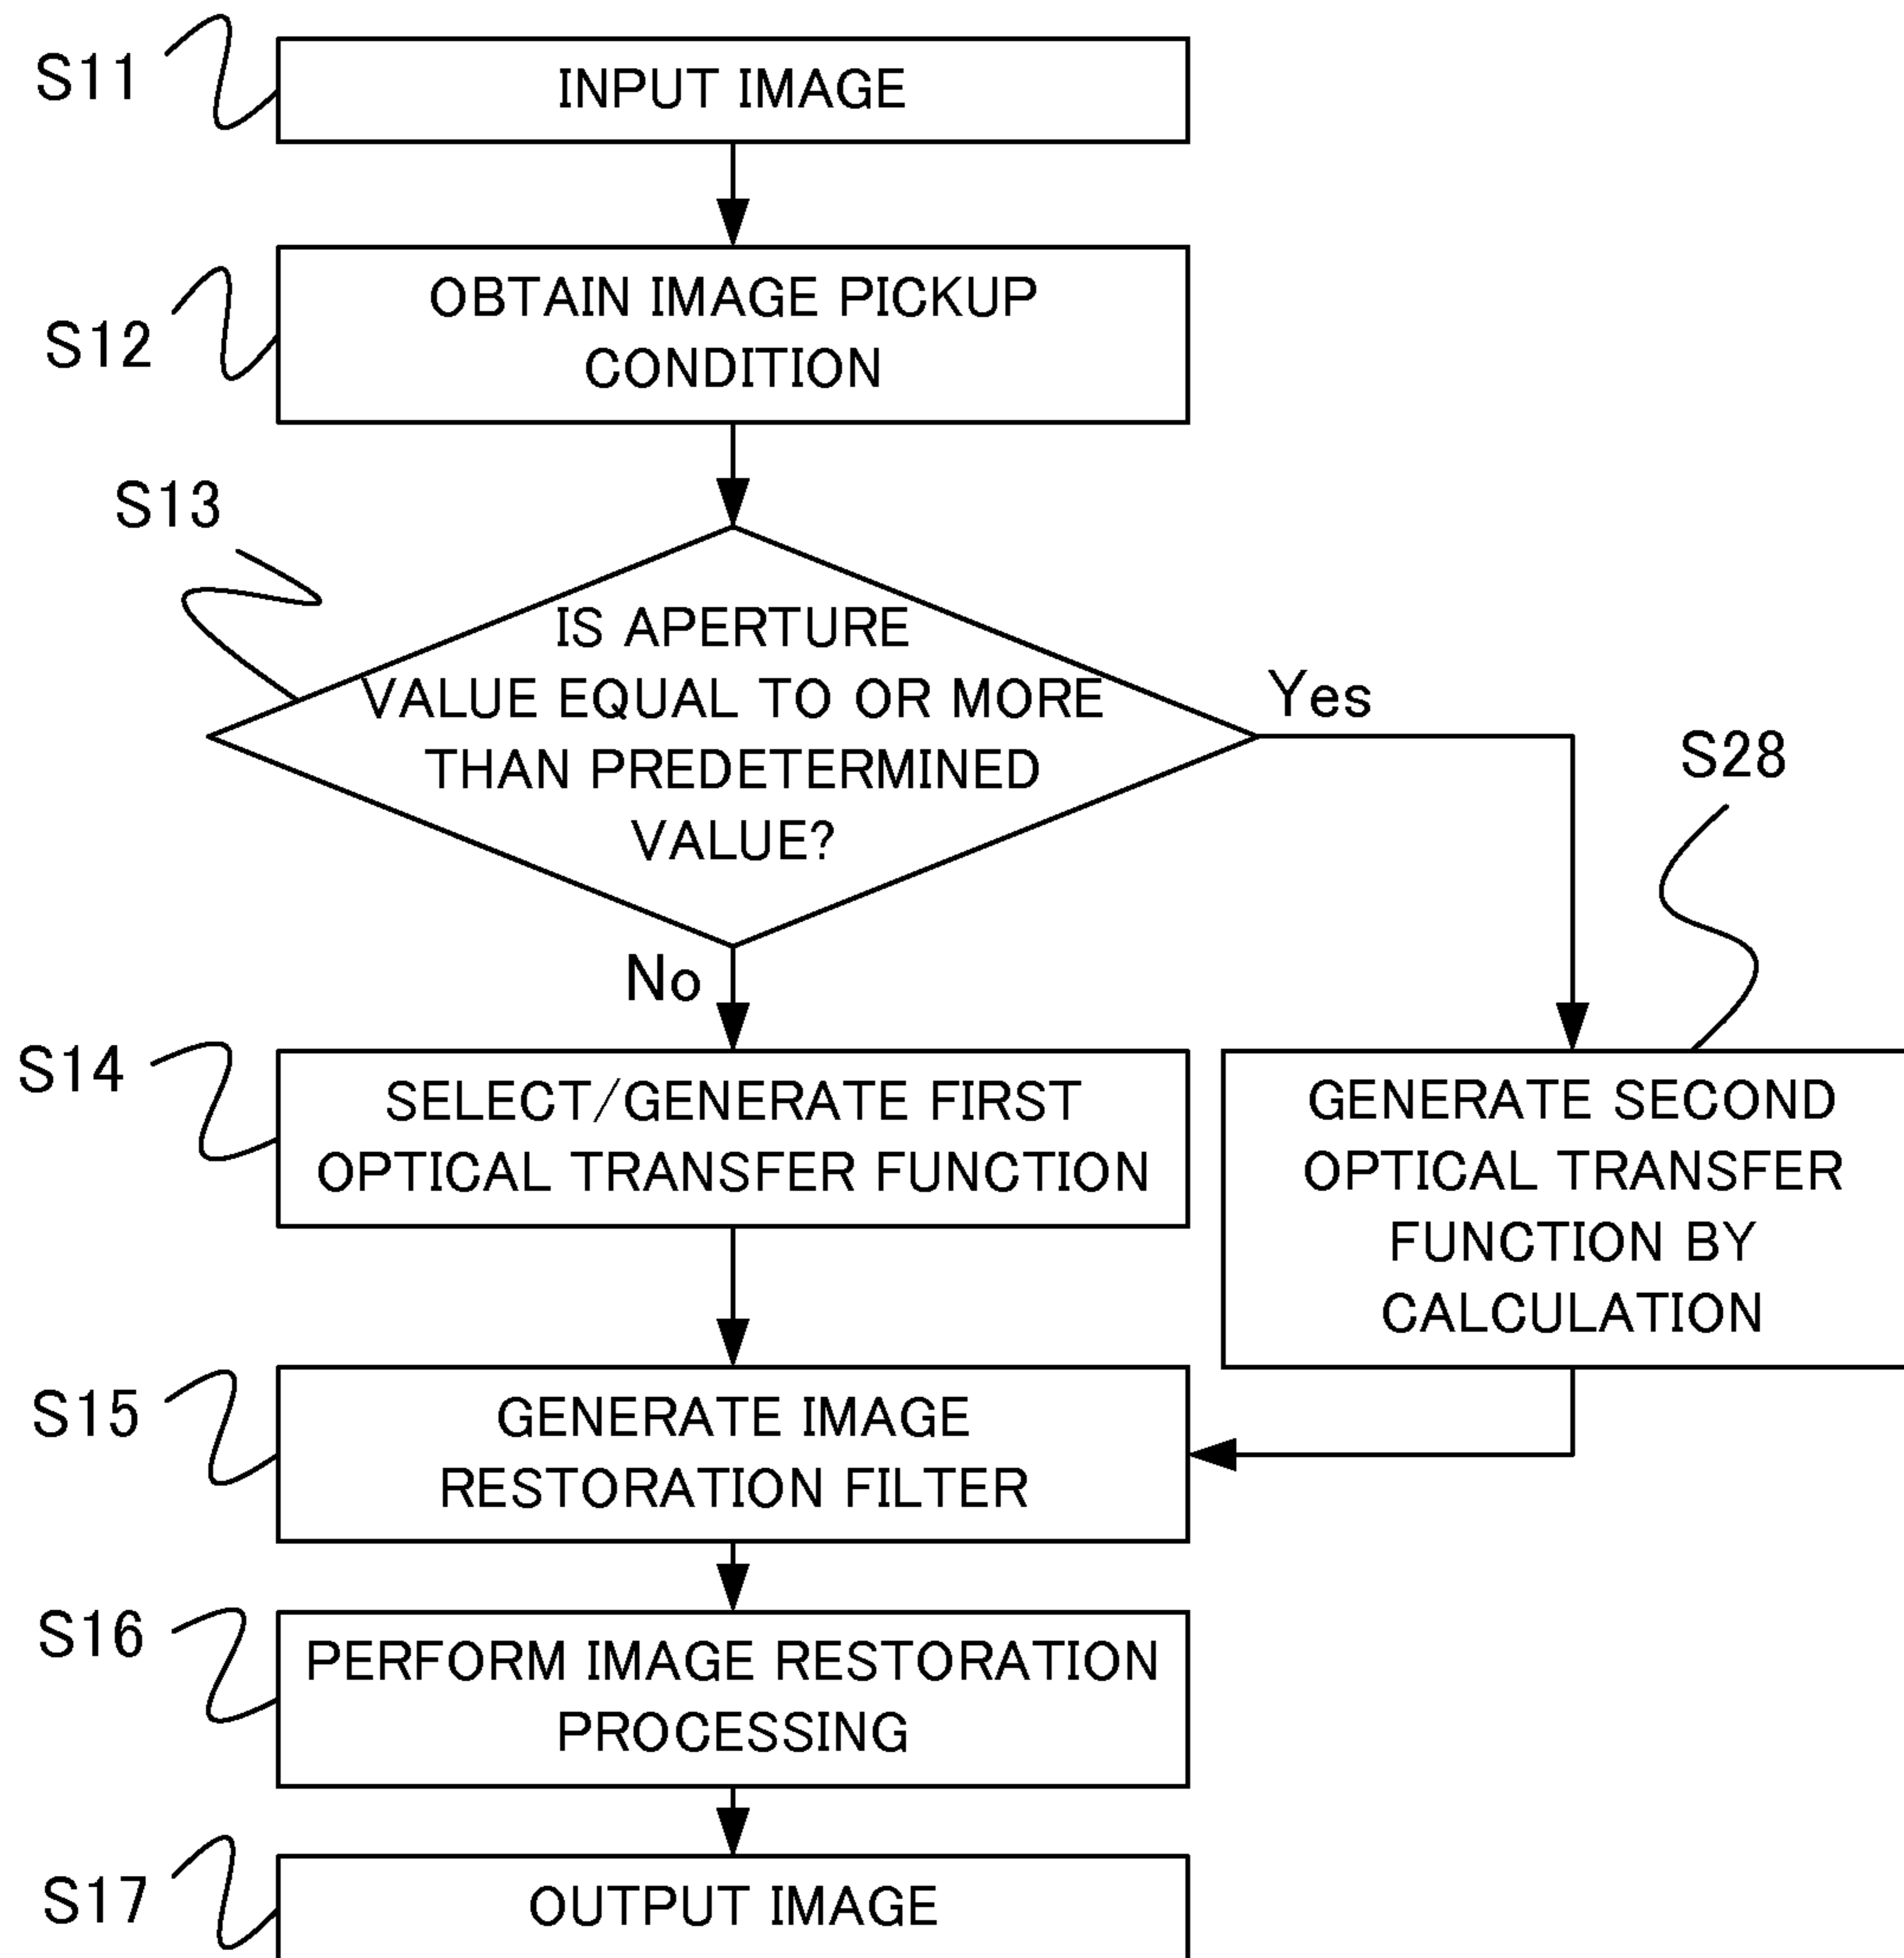 S11
INPUT IMAGE
S12
OBTAIN IMAGE PICKUP
CONDITION
S13
IS APERTURE
VALUE EQUAL TO OR MORE
THAN PREDETERMINED
VALUE?
Yes
No
S28
S14
SELECT/GENERATE FIRST
OPTICAL TRANSFER FUNCTION
GENERATE SECOND
OPTICAL TRANSFER
FUNCTION BY
CALCULATION
S15
GENERATE IMAGE
RESTORATION FILTER
S16
PERFORM IMAGE RESTORATION
PROCESSING
S17
OUTPUT IMAGE